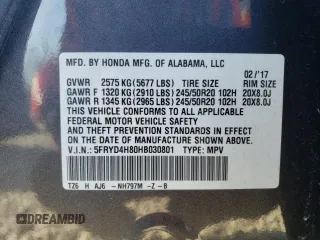 MFD. BY HONDA MFG. OF ALABAMA, LLC
02/'17
GVWR 2575 KG (5677 LBS) TIRE SIZE RIM SIZE
GAWR F 1320 KG (2910 LBS) 245/50R20 102H 20X8.0J
GAWR R 1345 KG (2965 LBS) 245/50R20 102H 20X8.0J
THIS VEHICLE CONFORMS TO ALL APPLICABLE
FEDERAL MOTOR VEHICLE SAFETY
STANDARDS IN EFFECT ON THE
DATE OF MANUFACTURE SHOWN ABOVE.
V.I.N.: 5FRYD4H80HB030801 TYPE: MPV
TZ6 H AJ6 -NH797M -Z-B
DREAMBID